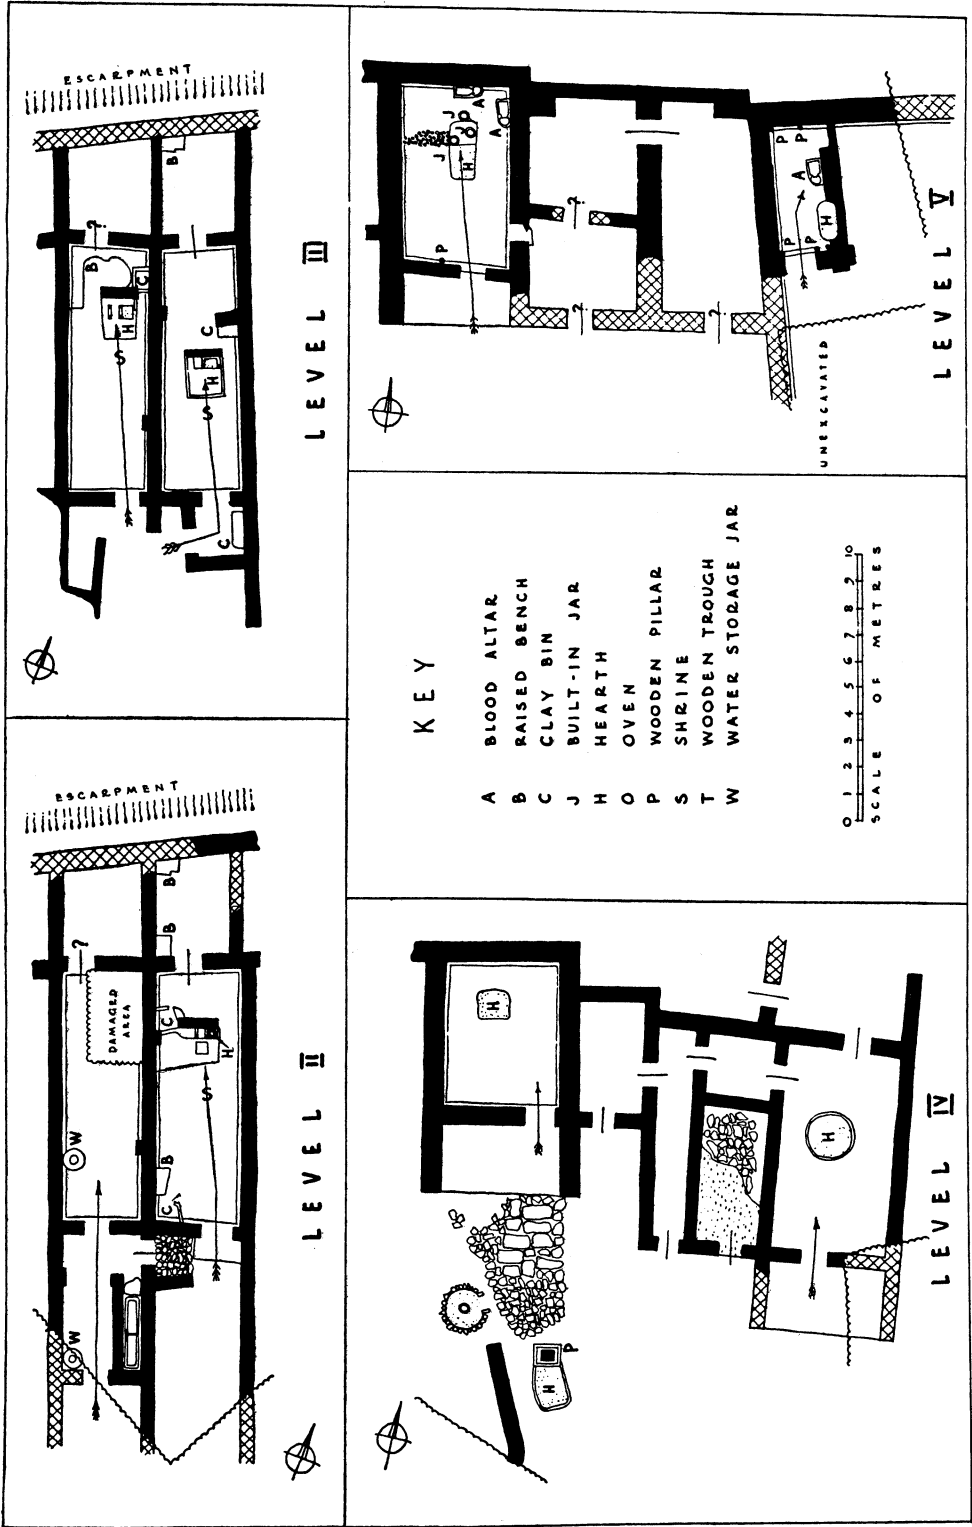 ESCARPMENT
DAMAGED
AREA
?
W
W
B
B
B
C
C
S
H
LEVEL II
ESCARPMENT
?
B
B
C
C
C
S
S
H
H
LEVEL III
H
H
H
P
LEVEL IV
KEY
A BLOOD ALTAR
B RAISED BENCH
C CLAY BIN
J BUILT-IN JAR
H HEARTH
O OVEN
P WOODEN PILLAR
S SHRINE
T WOODEN TROUGH
W WATER STORAGE JAR
0 1 2 3 4 5 6 7 8 9 10
SCALE OF METRES
P
J
J
J
H
A
A
?
?
?
P
P
P
P
A
H
UNEXCAVATED
LEVEL V